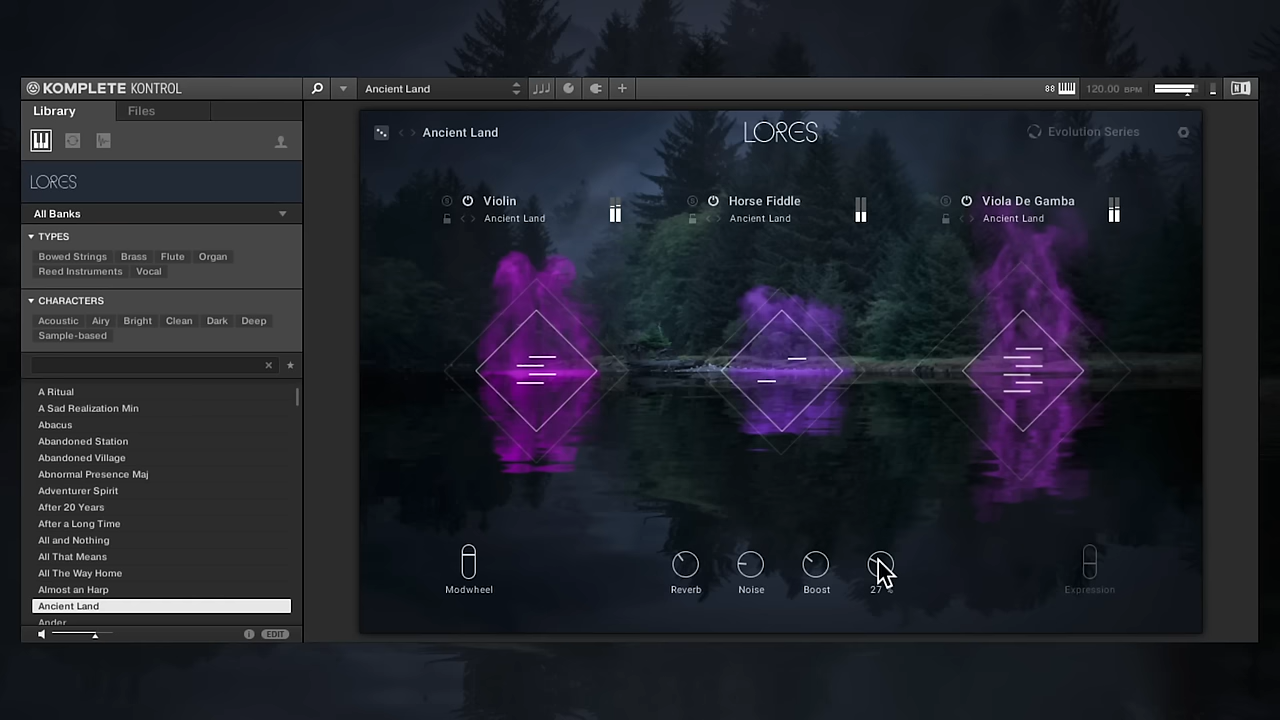 KOMPLETE KONTROL
Ancient Land
88
120.00 BPM
Library
Files
LORES
All Banks
TYPES
Bowed Strings Brass Flute Organ
Reed Instruments Vocal
CHARACTERS
Acoustic Airy Bright Clean Dark Deep
Sample-based
A Ritual
A Sad Realization Min
Abacus
Abandoned Station
Abandoned Village
Abnormal Presence Maj
Adventurer Spirit
After 20 Years
After a Long Time
All and Nothing
All That Means
All The Way Home
Almost an Harp
Ancient Land
Ander
EDIT
Ancient Land
LORES
Evolution Series
S Violin
Ancient Land
S Horse Fiddle
Ancient Land
S Viola De Gamba
Ancient Land
Modwheel
Reverb
Noise
Boost
27 %
Expression